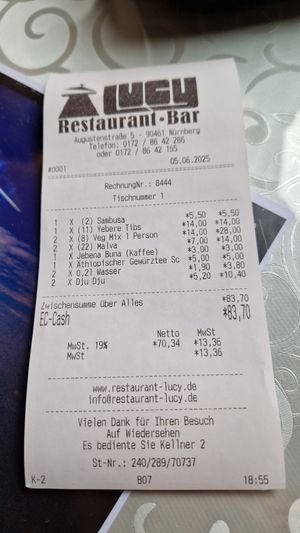 LUCY
Restaurant·Bar
Augustenstraße 5 - 90461 Nürnberg
Telefon: 0172 / 86 42 286
oder 0172 / 86 42 155
#0001 05.06.2025
RechnungNr.: 8444
Tischnummer 1
1 X (2) Sambusa *5,50 *5,50
1 X (11) Yebere Tibs *14,00 *14,00
2 X (8) Veg Mix 1 Person *14,00 *28,00
2 X (22) Malva *7,00 *14,00
1 X Jebena Buna (Kaffee) *3,00 *3,00
1 X Äthiopischer Gewürztee Sc *5,00 *5,00
2 X 0,2l Wasser *1,90 *3,80
2 X Dju Dju *5,20 *10,40
Zwischensumme über Alles *83,70
EC-Cash *83,70
Netto MwSt
MwSt. 19% *70,34 *13,36
MwSt *13,36
www.restaurant-lucy.de
info@restaurant-lucy.de
Vielen Dank für Ihren Besuch
Auf Wiedersehen
Es bediente Sie Kellner 2
St-Nr.: 240/289/70737
K-2 807 18:55